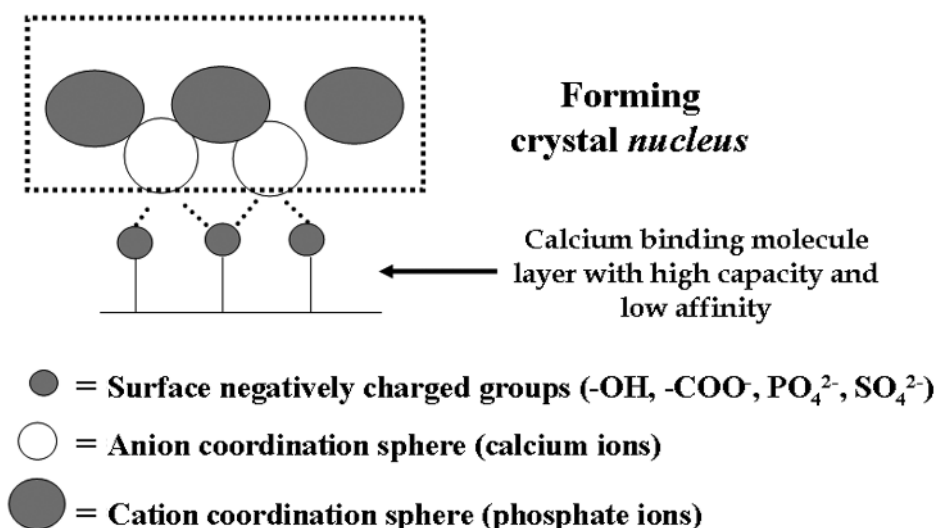 Forming
crystal nucleus
Calcium binding molecule
layer with high capacity and
low affinity
= Surface negatively charged groups (-OH, -COO⁻, PO₄²⁻, SO₄²⁻)
= Anion coordination sphere (calcium ions)
= Cation coordination sphere (phosphate ions)